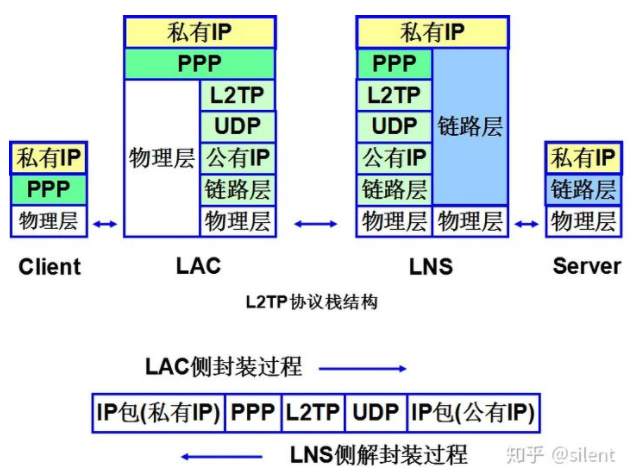 私有IP
PPP
物理层
L2TP
UDP
公有IP
链路层
物理层
私有IP
PPP
L2TP
UDP
公有IP
链路层
物理层
链路层
物理层
私有IP
PPP
物理层
私有IP
链路层
物理层
Client
LAC
LNS
Server
L2TP协议栈结构
LAC侧封装过程
IP包(私有IP) PPP L2TP UDP IP包(公有IP)
LNS侧解封装过程
知乎 @silent